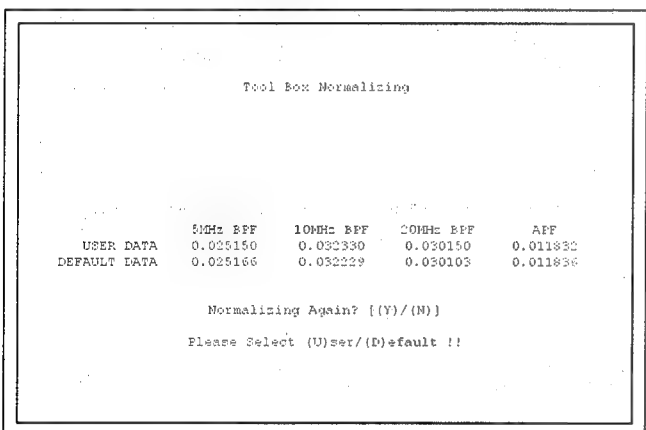 Tool Box Normalizing
5MHz BPF 10MHz BPF 20MHz BPF APF
USER DATA 0.025150 0.032330 0.030150 0.011832
DEFAULT DATA 0.025166 0.032229 0.030103 0.011836
Normalizing Again? [(Y)/(N)]
Please Select (U)ser/(D)efault !!